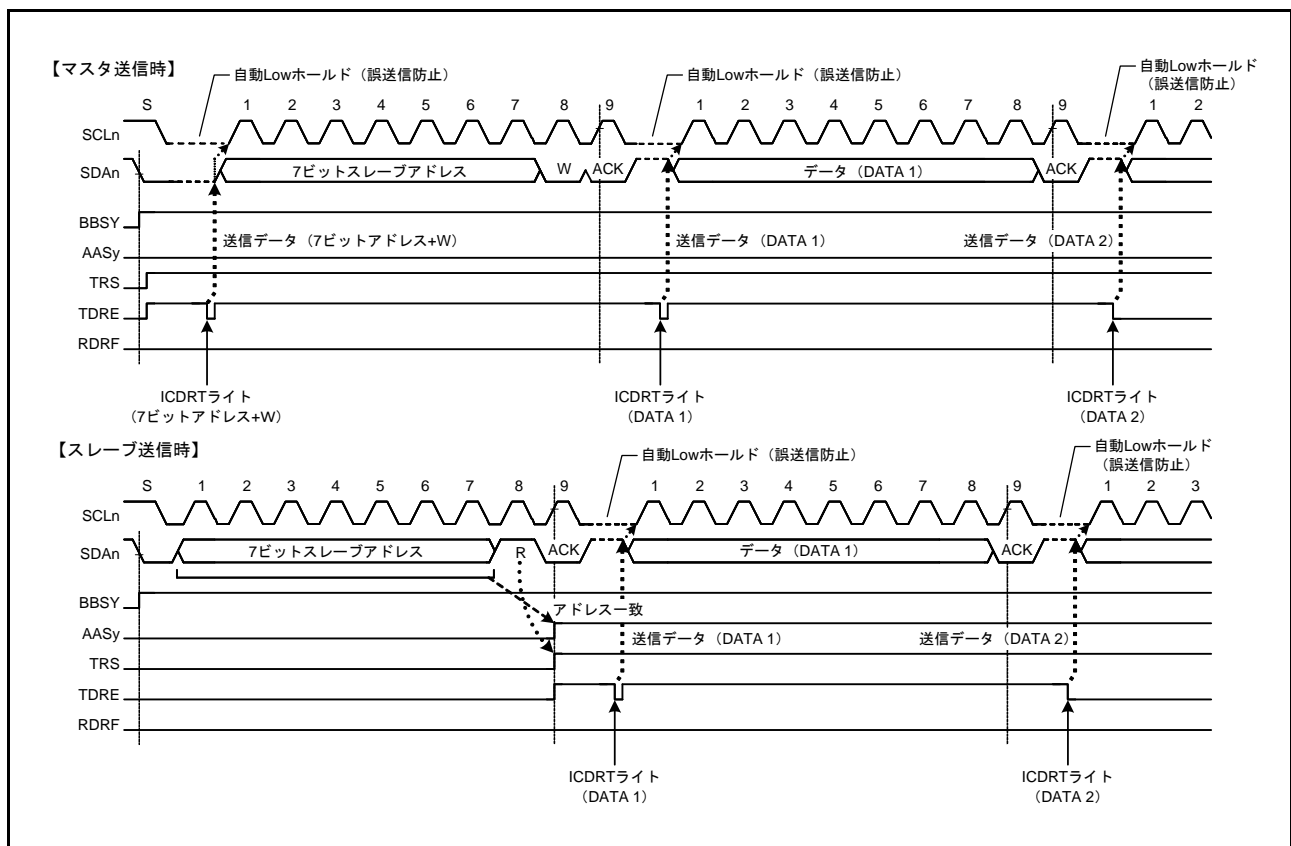 【マスタ送信時】
自動Lowホールド（誤送信防止）
自動Lowホールド（誤送信防止）
自動Lowホールド
（誤送信防止）
S 1 2 3 4 5 6 7 8 9 1 2 3 4 5 6 7 8 9 1 2
SCLn
SDAn 7ビットスレーブアドレス W ACK データ（DATA 1） ACK
BBSY
送信データ（7ビットアドレス+W） 送信データ（DATA 1） 送信データ（DATA 2）
AASy
TRS
TDRE
RDRF
ICDRTライト
（7ビットアドレス+W）
ICDRTライト
（DATA 1）
ICDRTライト
（DATA 2）
【スレーブ送信時】
自動Lowホールド（誤送信防止）
自動Lowホールド
（誤送信防止）
S 1 2 3 4 5 6 7 8 9 1 2 3 4 5 6 7 8 9 1 2 3
SCLn
SDAn 7ビットスレーブアドレス R ACK データ（DATA 1） ACK
BBSY
アドレス一致
AASy
送信データ（DATA 1） 送信データ（DATA 2）
TRS
TDRE
RDRF
ICDRTライト
（DATA 1）
ICDRTライト
（DATA 2）